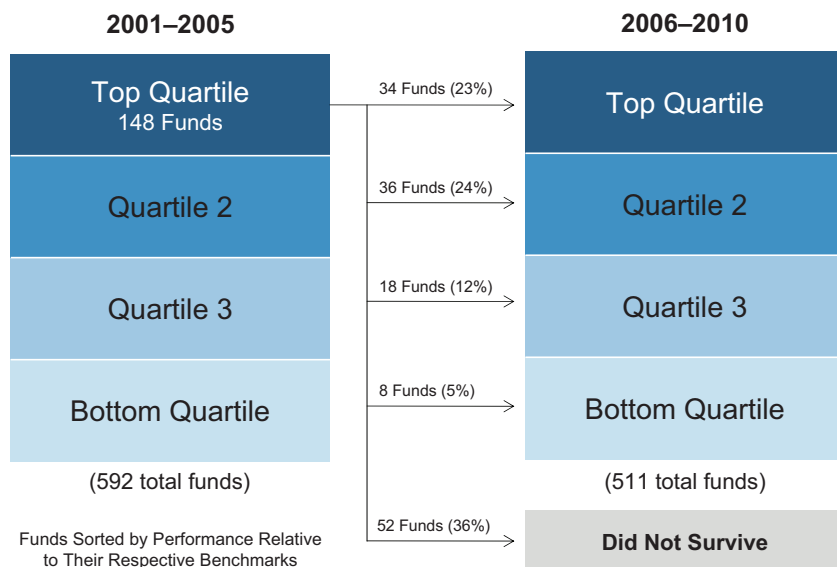 2001–2005
2006–2010
Top Quartile
148 Funds
34 Funds (23%)
Top Quartile
Quartile 2
36 Funds (24%)
Quartile 2
Quartile 3
18 Funds (12%)
Quartile 3
Bottom Quartile
8 Funds (5%)
Bottom Quartile
(592 total funds)
(511 total funds)
Funds Sorted by Performance Relative
to Their Respective Benchmarks
52 Funds (36%)
Did Not Survive